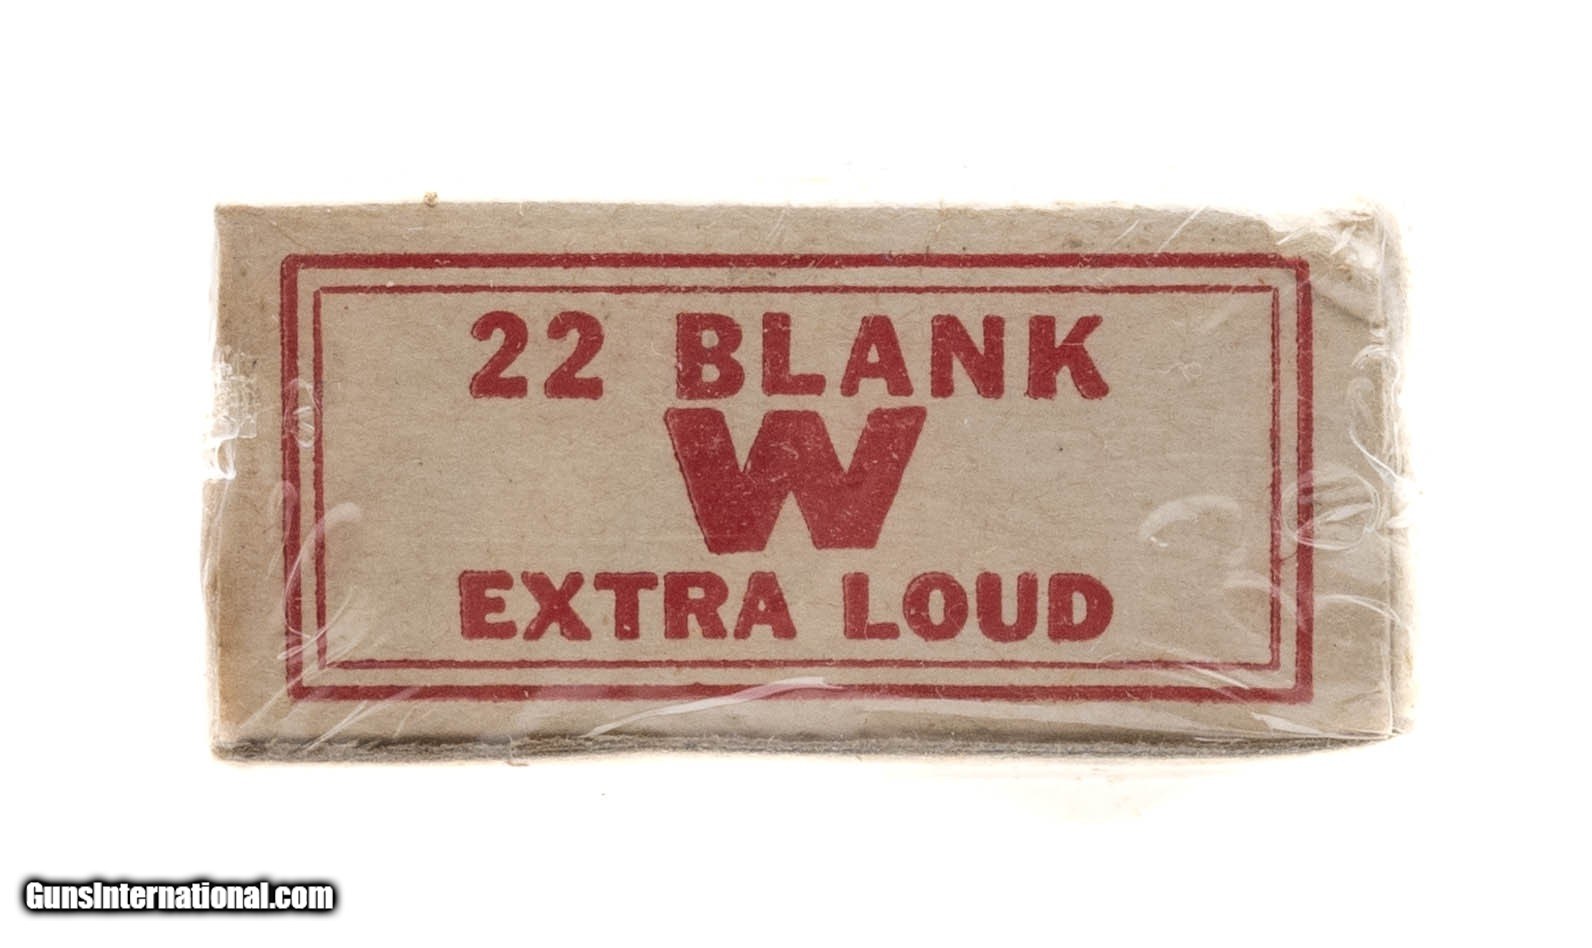 22 BLANK
W
EXTRA LOUD
GunsInternational.com